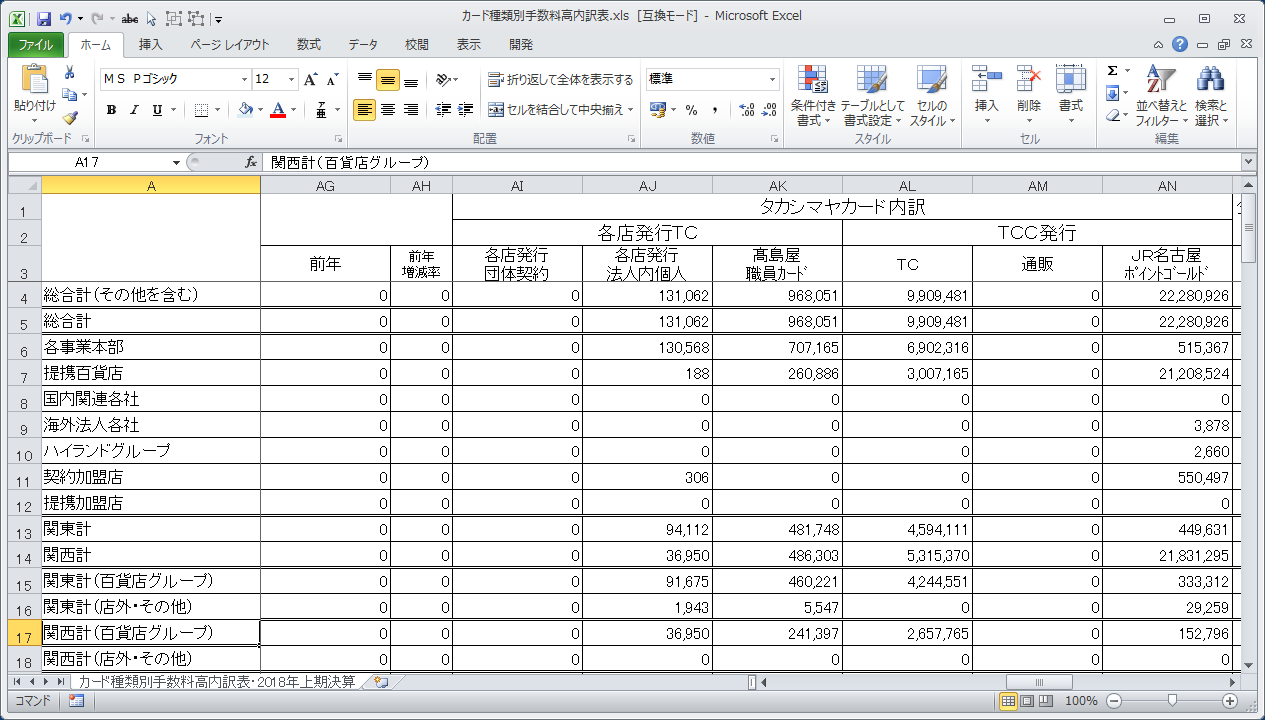 カード種類別手数料高内訳表.xls [互換モード] - Microsoft Excel
ファイル ホーム 挿入 ページ レイアウト 数式 データ 校閲 表示 開発
貼り付け
クリップボード
ＭＳ Ｐゴシック 12
B I U
フォント
折り返して全体を表示する
セルを結合して中央揃え
配置
標準
数値
条件付き書式 テーブルとして書式設定 セルのスタイル
スタイル
挿入 削除 書式
セル
並べ替えとフィルター 検索と選択
編集
A17 fx 関西計(百貨店グループ)
A AG AH AI AJ AK AL AM AN
1 タカシマヤカード内訳
2 各店発行TC TCC発行
3 前年 前年増減率 各店発行団体契約 各店発行法人内個人 髙島屋職員ｶｰﾄﾞ TC 通販 JR名古屋ﾎﾟｲﾝﾄｺﾞｰﾙﾄﾞ
4 総合計(その他を含む) 0 0 0 131,062 968,051 9,909,481 0 22,280,926
5 総合計 0 0 0 131,062 968,051 9,909,481 0 22,280,926
6 各事業本部 0 0 0 130,568 707,165 6,902,316 0 515,367
7 提携百貨店 0 0 0 188 260,886 3,007,165 0 21,208,524
8 国内関連各社 0 0 0 0 0 0 0 0
9 海外法人各社 0 0 0 0 0 0 0 3,878
10 ハイランドグループ 0 0 0 0 0 0 0 2,660
11 契約加盟店 0 0 0 306 0 0 0 550,497
12 提携加盟店 0 0 0 0 0 0 0 0
13 関東計 0 0 0 94,112 481,748 4,594,111 0 449,631
14 関西計 0 0 0 36,950 486,303 5,315,370 0 21,831,295
15 関東計(百貨店グループ) 0 0 0 91,675 460,221 4,244,551 0 333,312
16 関東計(店外・その他) 0 0 0 1,943 5,547 0 0 29,259
17 関西計(百貨店グループ) 0 0 0 36,950 241,397 2,657,765 0 152,796
18 関西計(店外・その他) 0 0 0 0 0 0 0 0
カード種類別手数料高内訳表・2018年上期決算
コマンド 100%